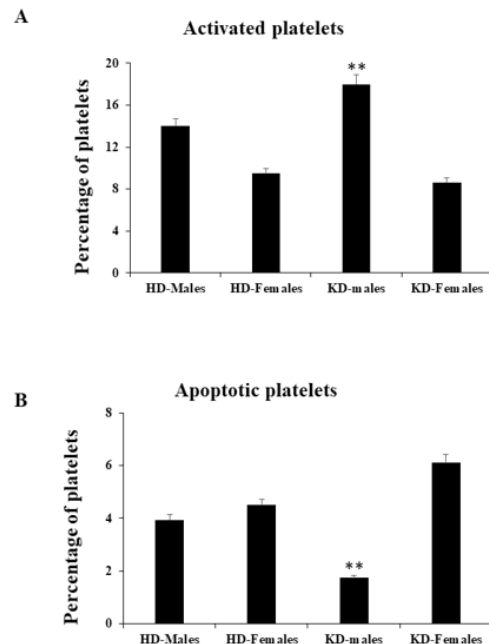 A
Activated platelets
Percentage of platelets
20
16
12
8
4
0
**
HD-Males HD-Females KD-males KD-Females
B
Apoptotic platelets
Percentage of platelets
8
6
4
2
0
**
HD-Males HD-Females KD-males KD-Females